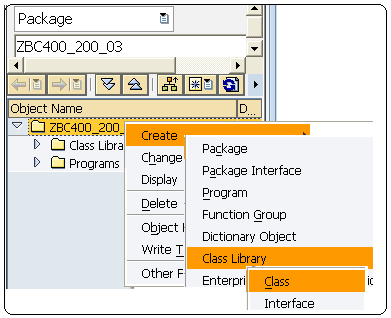 Package
ZBC400_200_03
Object Name D...
ZBC400_200_
Class Libra
Programs
Create
Change
Display
Delete
Object
Write T
Other F
Package
Package Interface
Program
Function Group
Dictionary Object
Class Library
Enterpri
Class
Interface